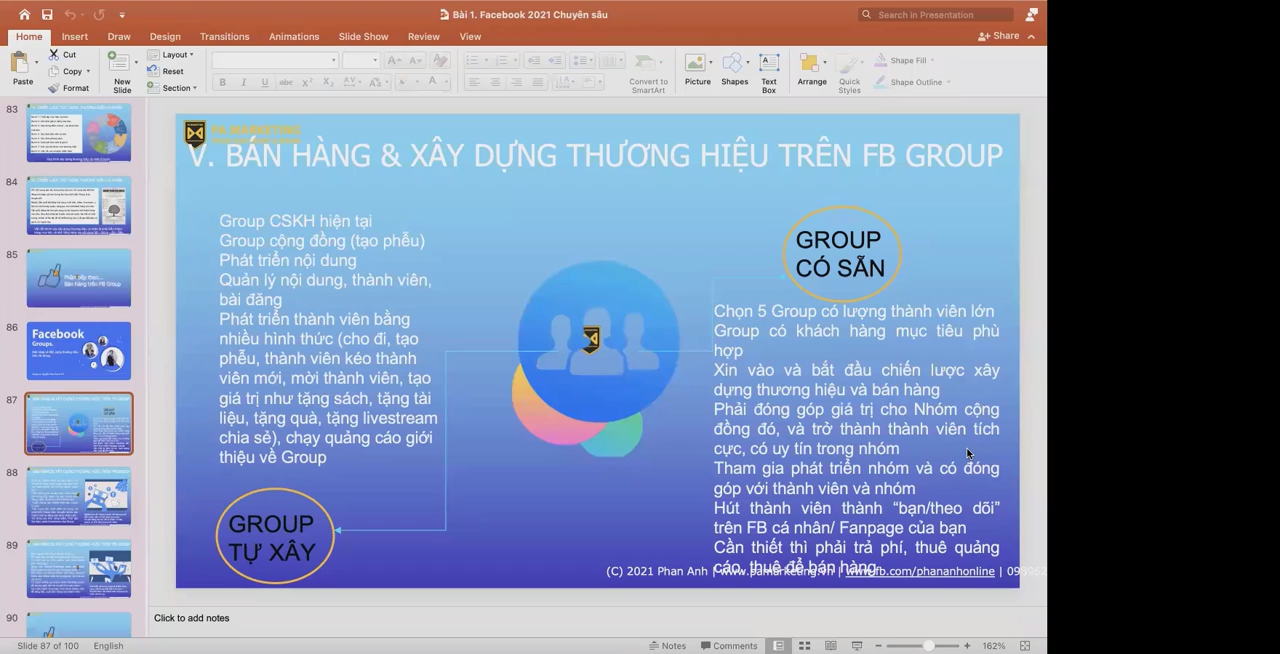 Bài 1. Facebook 2021 Chuyên sâu
Search in Presentation
Home Insert Draw Design Transitions Animations Slide Show Review View
Share
Paste
Cut
Copy
Format
New Slide
Layout
Reset
Section
Convert to SmartArt
Picture
Shapes
Text Box
Arrange
Quick Styles
Shape Fill
Shape Outline
83
84
85
Bán hàng trên FB Group
86
Facebook
Groups.
87
88
89
90
PA MARKETING
V. BÁN HÀNG & XÂY DỰNG THƯƠNG HIỆU TRÊN FB GROUP
Group CSKH hiện tại
Group cộng đồng (tạo phễu)
Phát triển nội dung
Quản lý nội dung, thành viên,
bài đăng
Phát triển thành viên bằng
nhiều hình thức (cho đi, tạo
phễu, thành viên kéo thành
viên mới, mời thành viên, tạo
giá trị như tặng sách, tặng tài
liệu, tặng quà, tặng livestream
chia sẻ), chạy quảng cáo giới
thiệu về Group
GROUP
TỰ XÂY
GROUP
CÓ SẴN
Chọn 5 Group có lượng thành viên lớn
Group có khách hàng mục tiêu phù
hợp
Xin vào và bắt đầu chiến lược xây
dựng thương hiệu và bán hàng
Phải đóng góp giá trị cho Nhóm cộng
đồng đó, và trở thành thành viên tích
cực, có uy tín trong nhóm
Tham gia phát triển nhóm và có đóng
góp với thành viên và nhóm
Hút thành viên thành “bạn/theo dõi”
trên FB cá nhân/ Fanpage của bạn
Cần thiết thì phải trả phí, thuê quảng
cáo, thuê để bán hàng
(C) 2021 Phan Anh | www.pamarketing.vn | www.fb.com/phananhonline |
Click to add notes
Slide 87 of 100 English
Notes Comments 162%